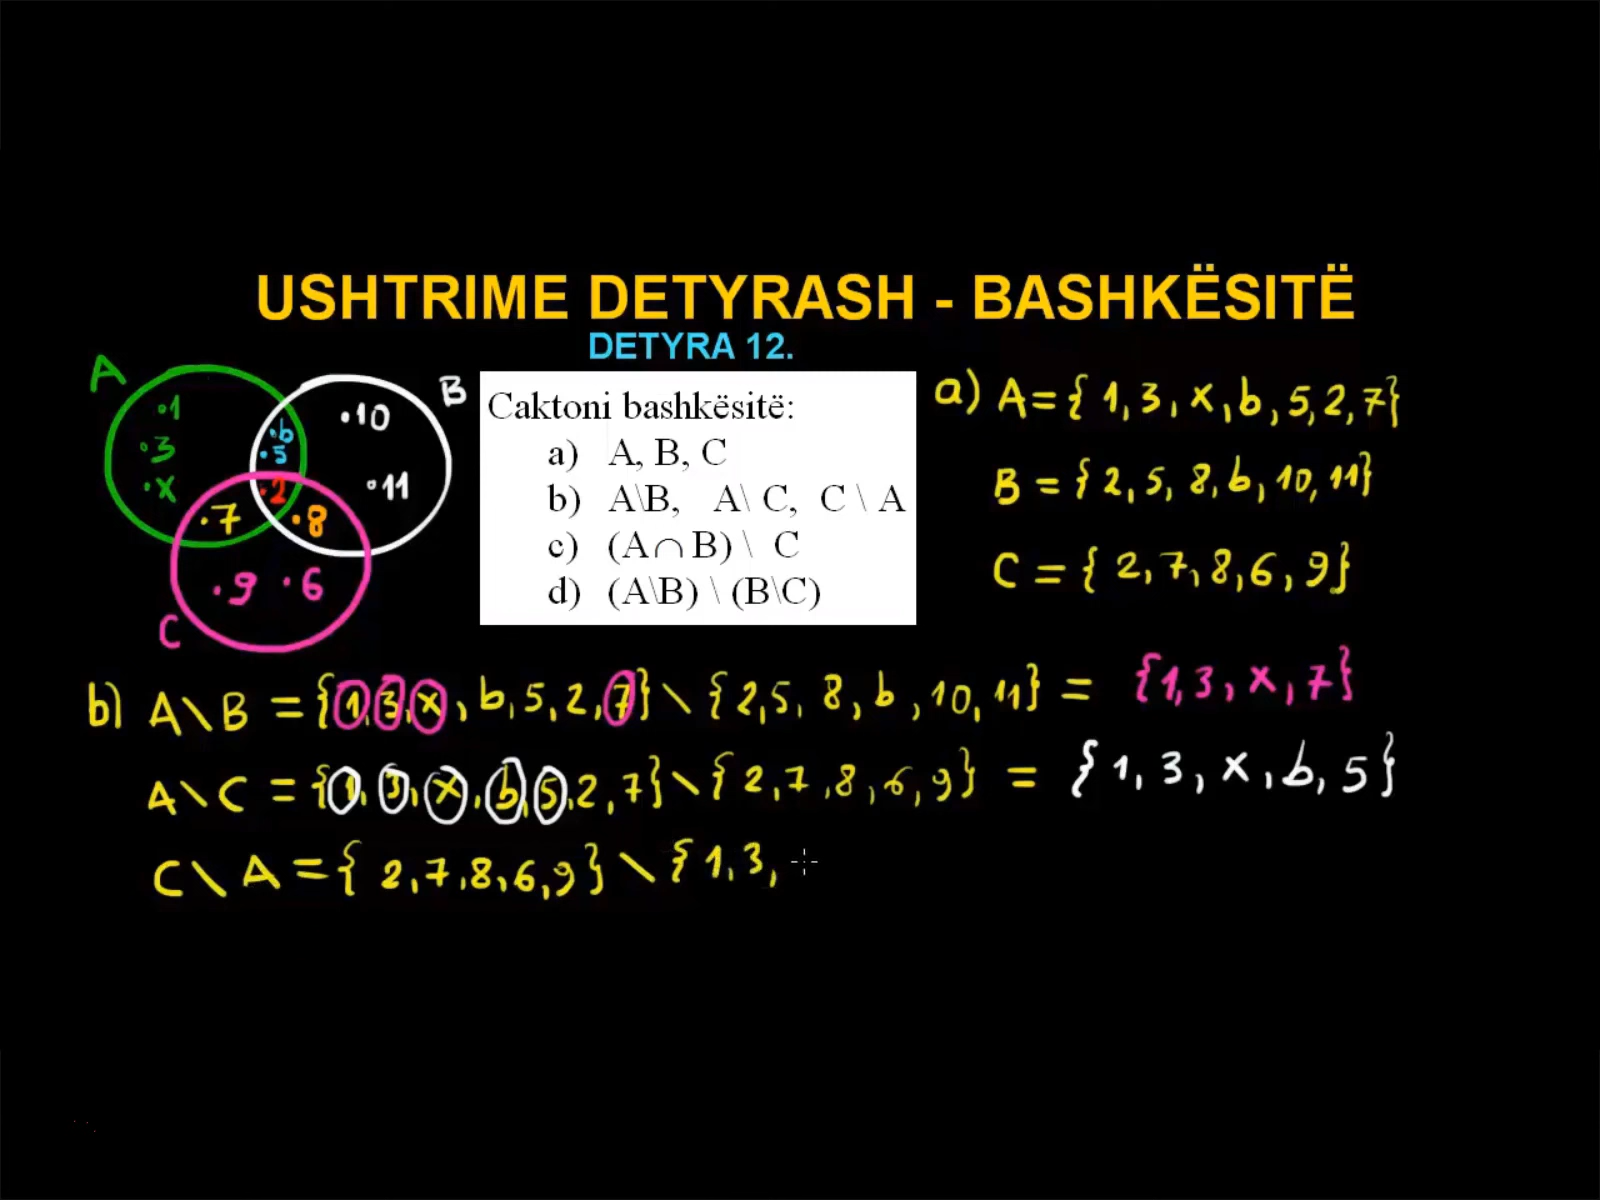 USHTRIME DETYRASH - BASHKËSITË
DETYRA 12.
A
B
C
.1
.3
.x
.b
.5
.2
.7
.8
.10
.11
.9 .6
Caktoni bashkësitë:
a) A, B, C
b) A\B, A\ C, C \ A
c) (A∩B) \ C
d) (A\B) \ (B\C)
a) A={ 1,3,x,b,5,2,7}
B = { 2,5,8,b,10,11}
C = { 2,7,8,6,9}
b) A\B = {1,3,x,b,5,2,7} \ {2,5,8,b,10,11} = {1,3,x,7}
A\C = {1,3,x,b,5,2,7} \ {2,7,8,6,9} = {1,3,x,b,5}
C\A = { 2,7,8,6,9} \ {1,3,